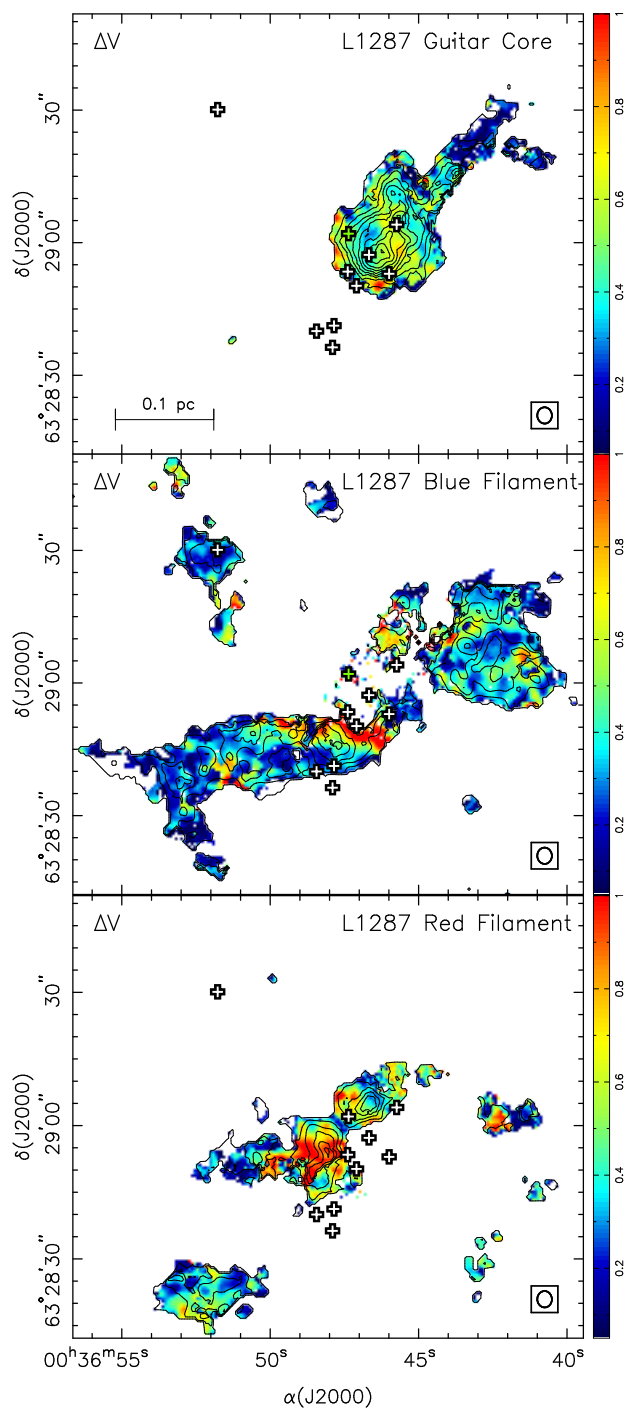 ΔV L1287 Guitar Core
1
0.8
0.6
0.4
0.2
30"
29'00"
63°28'30"
δ(J2000)
0.1 pc
ΔV L1287 Blue Filament
1
0.8
0.6
0.4
0.2
30"
29'00"
63°28'30"
δ(J2000)
ΔV L1287 Red Filament
1
0.8
0.6
0.4
0.2
30"
29'00"
63°28'30"
δ(J2000)
00ʰ36ᵐ55ˢ 50ˢ 45ˢ 40ˢ
α(J2000)